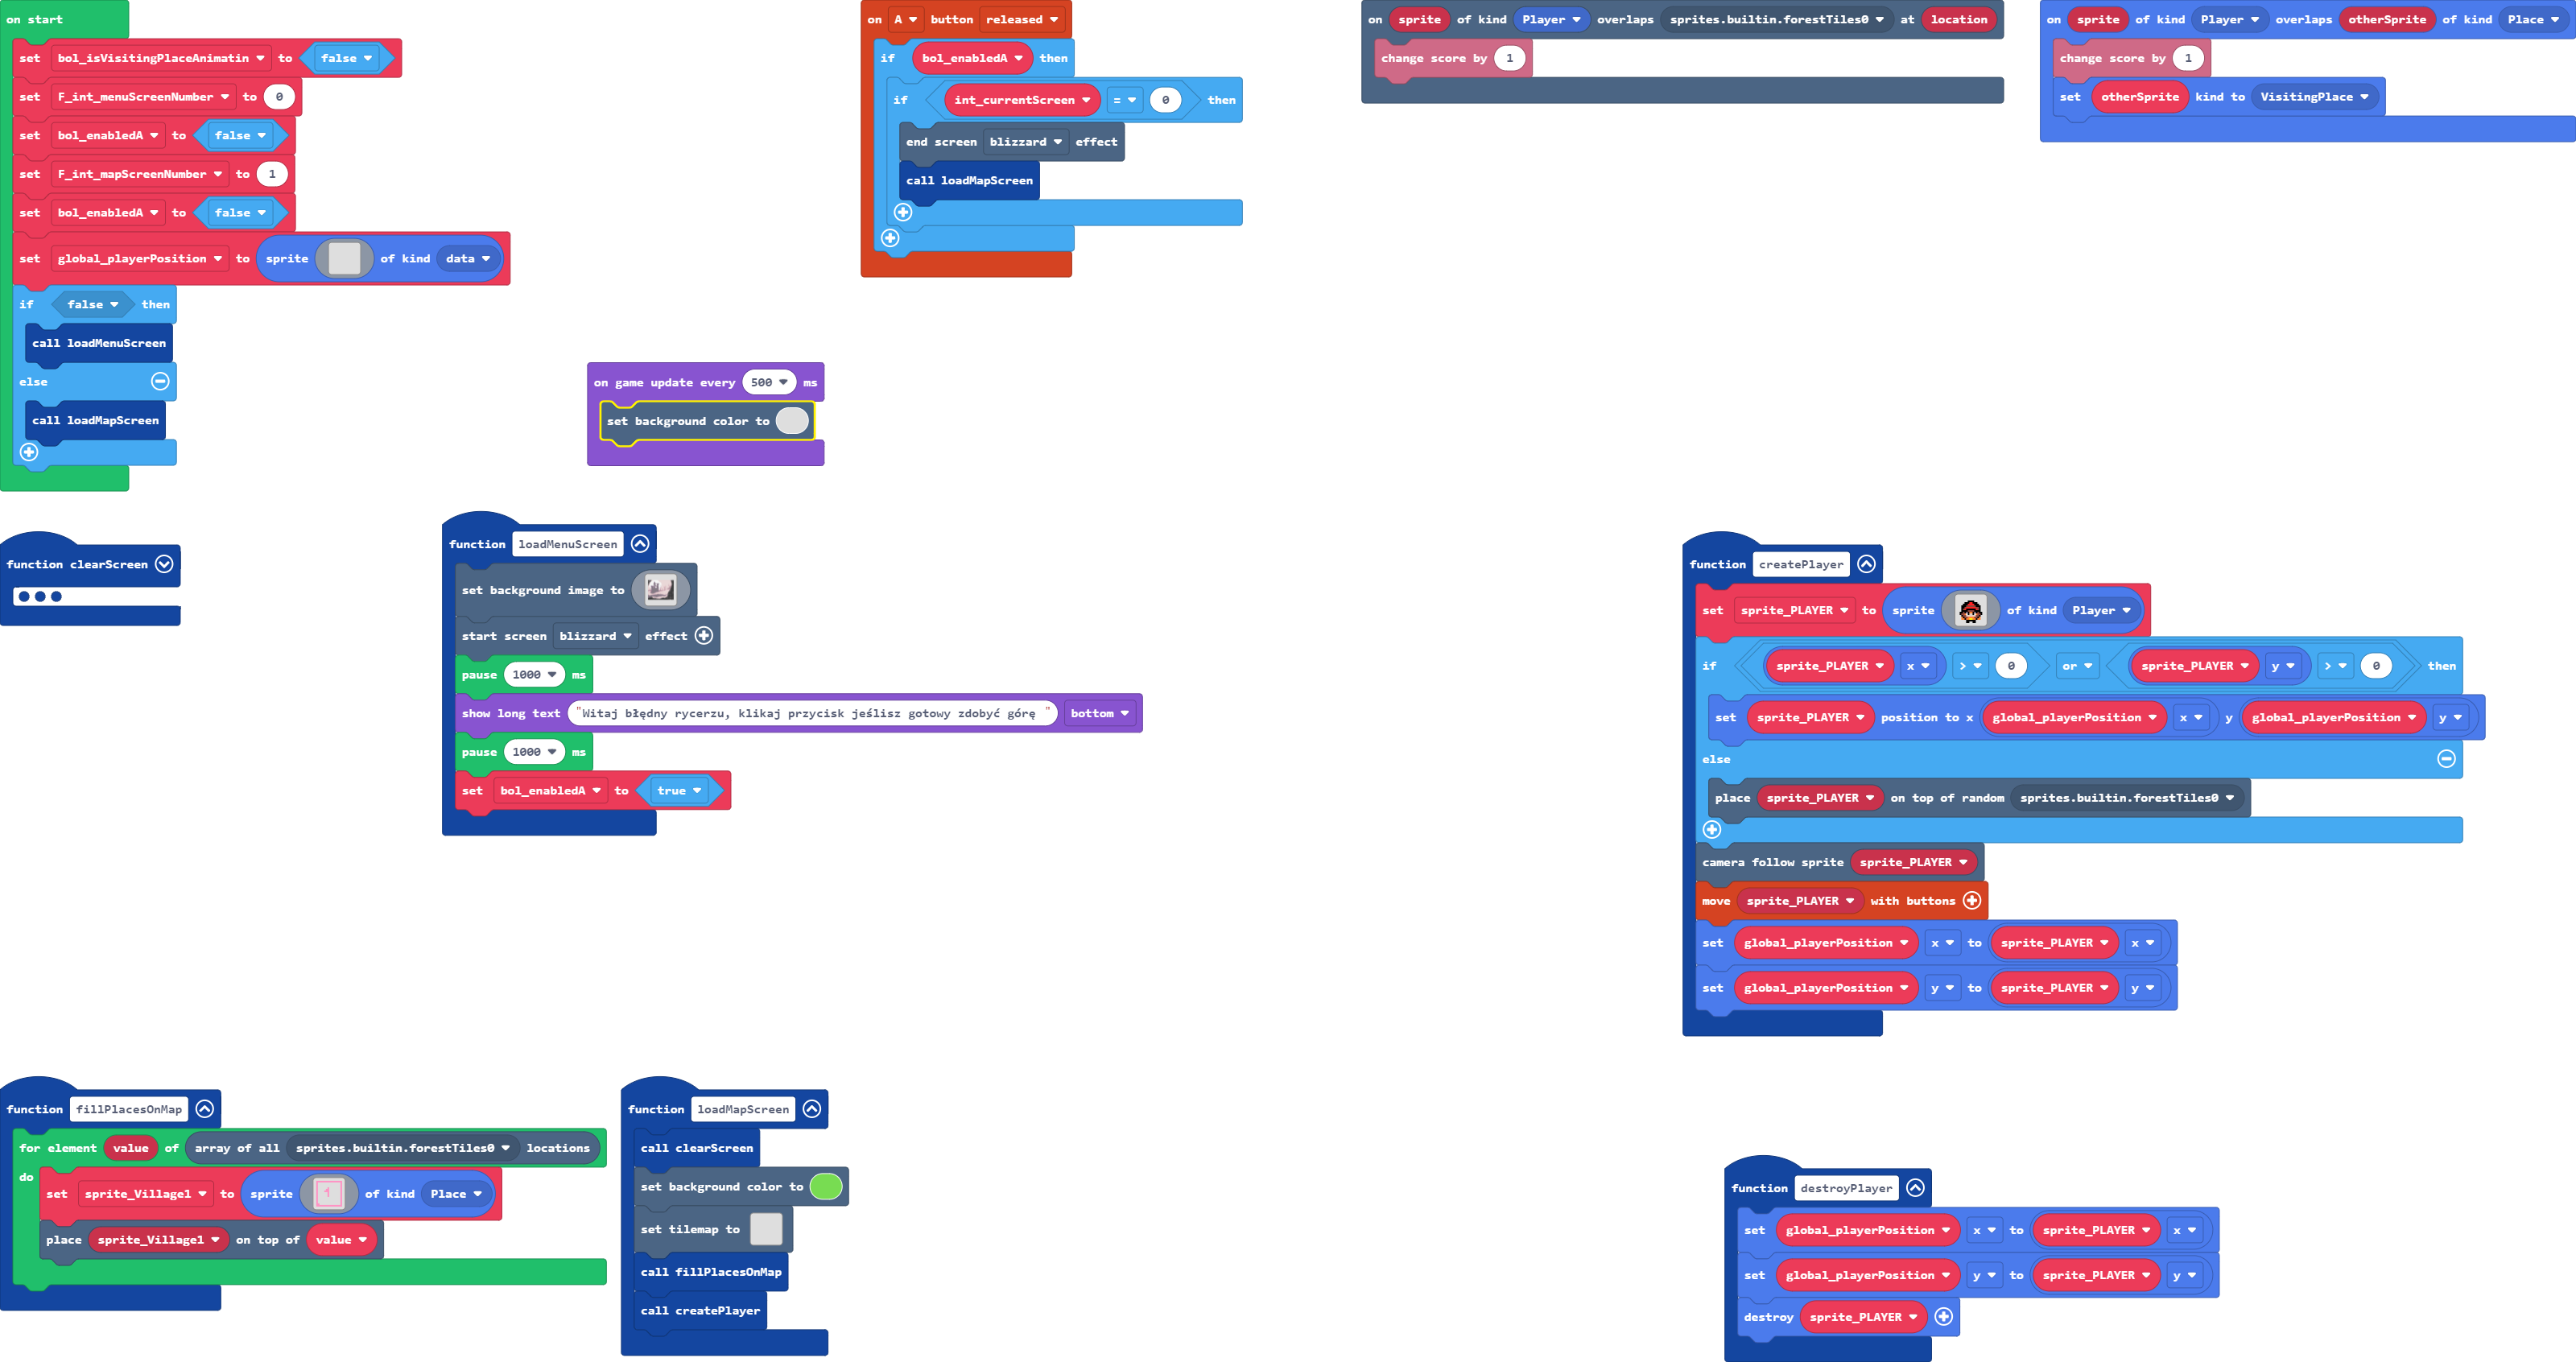 on start
set bol_isVisitingPlaceAnimatin to false
set F_int_menuScreenNumber to 0
set bol_enabledA to false
set F_int_mapScreenNumber to 1
set bol_enabledA to false
set global_playerPosition to sprite of kind data
if false then
call loadMenuScreen
else
call loadMapScreen
on A button released
if bol_enabledA then
if int_currentScreen = 0 then
end screen blizzard effect
call loadMapScreen
on game update every 500 ms
set background color to
on sprite of kind Player overlaps sprites.builtin.forestTiles0 at location
change score by 1
on sprite of kind Player overlaps otherSprite of kind Place
change score by 1
set otherSprite kind to VisitingPlace
function clearScreen
function loadMenuScreen
set background image to
start screen blizzard effect
pause 1000 ms
show long text "Witaj błędny rycerzu, klikaj przycisk jeślisz gotowy zdobyć górę " bottom
pause 1000 ms
set bol_enabledA to true
function createPlayer
set sprite_PLAYER to sprite of kind Player
if sprite_PLAYER x > 0 or sprite_PLAYER y > 0 then
set sprite_PLAYER position to x global_playerPosition x y global_playerPosition y
else
place sprite_PLAYER on top of random sprites.builtin.forestTiles0
camera follow sprite sprite_PLAYER
move sprite_PLAYER with buttons
set global_playerPosition x to sprite_PLAYER x
set global_playerPosition y to sprite_PLAYER y
function fillPlacesOnMap
for element value of array of all sprites.builtin.forestTiles0 locations
do
set sprite_Village1 to sprite of kind Place
place sprite_Village1 on top of value
function loadMapScreen
call clearScreen
set background color to
set tilemap to
call fillPlacesOnMap
call createPlayer
function destroyPlayer
set global_playerPosition x to sprite_PLAYER x
set global_playerPosition y to sprite_PLAYER y
destroy sprite_PLAYER